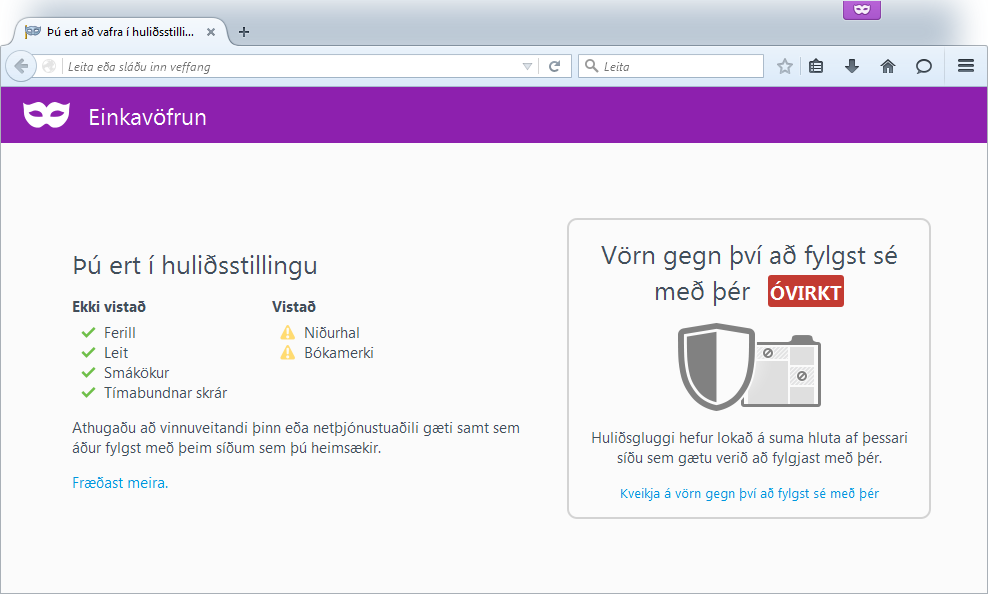 Þú ert að vafra í huliðsstilli...
Leita eða sláðu inn veffang
Leita
Einkavöfrun
Þú ert í huliðsstillingu
Ekki vistað
Ferill
Leit
Smákökur
Tímabundnar skrár
Vistað
Niðurhal
Bókamerki
Athugaðu að vinnuveitandi þinn eða netþjónustuaðili gæti samt sem
áður fylgst með þeim síðum sem þú heimsækir.
Fræðast meira.
Vörn gegn því að fylgst sé
með þér ÓVIRKT
Huliðsgluggi hefur lokað á suma hluta af þessari
síðu sem gætu verið að fylgjast með þér.
Kveikja á vörn gegn því að fylgst sé með þér